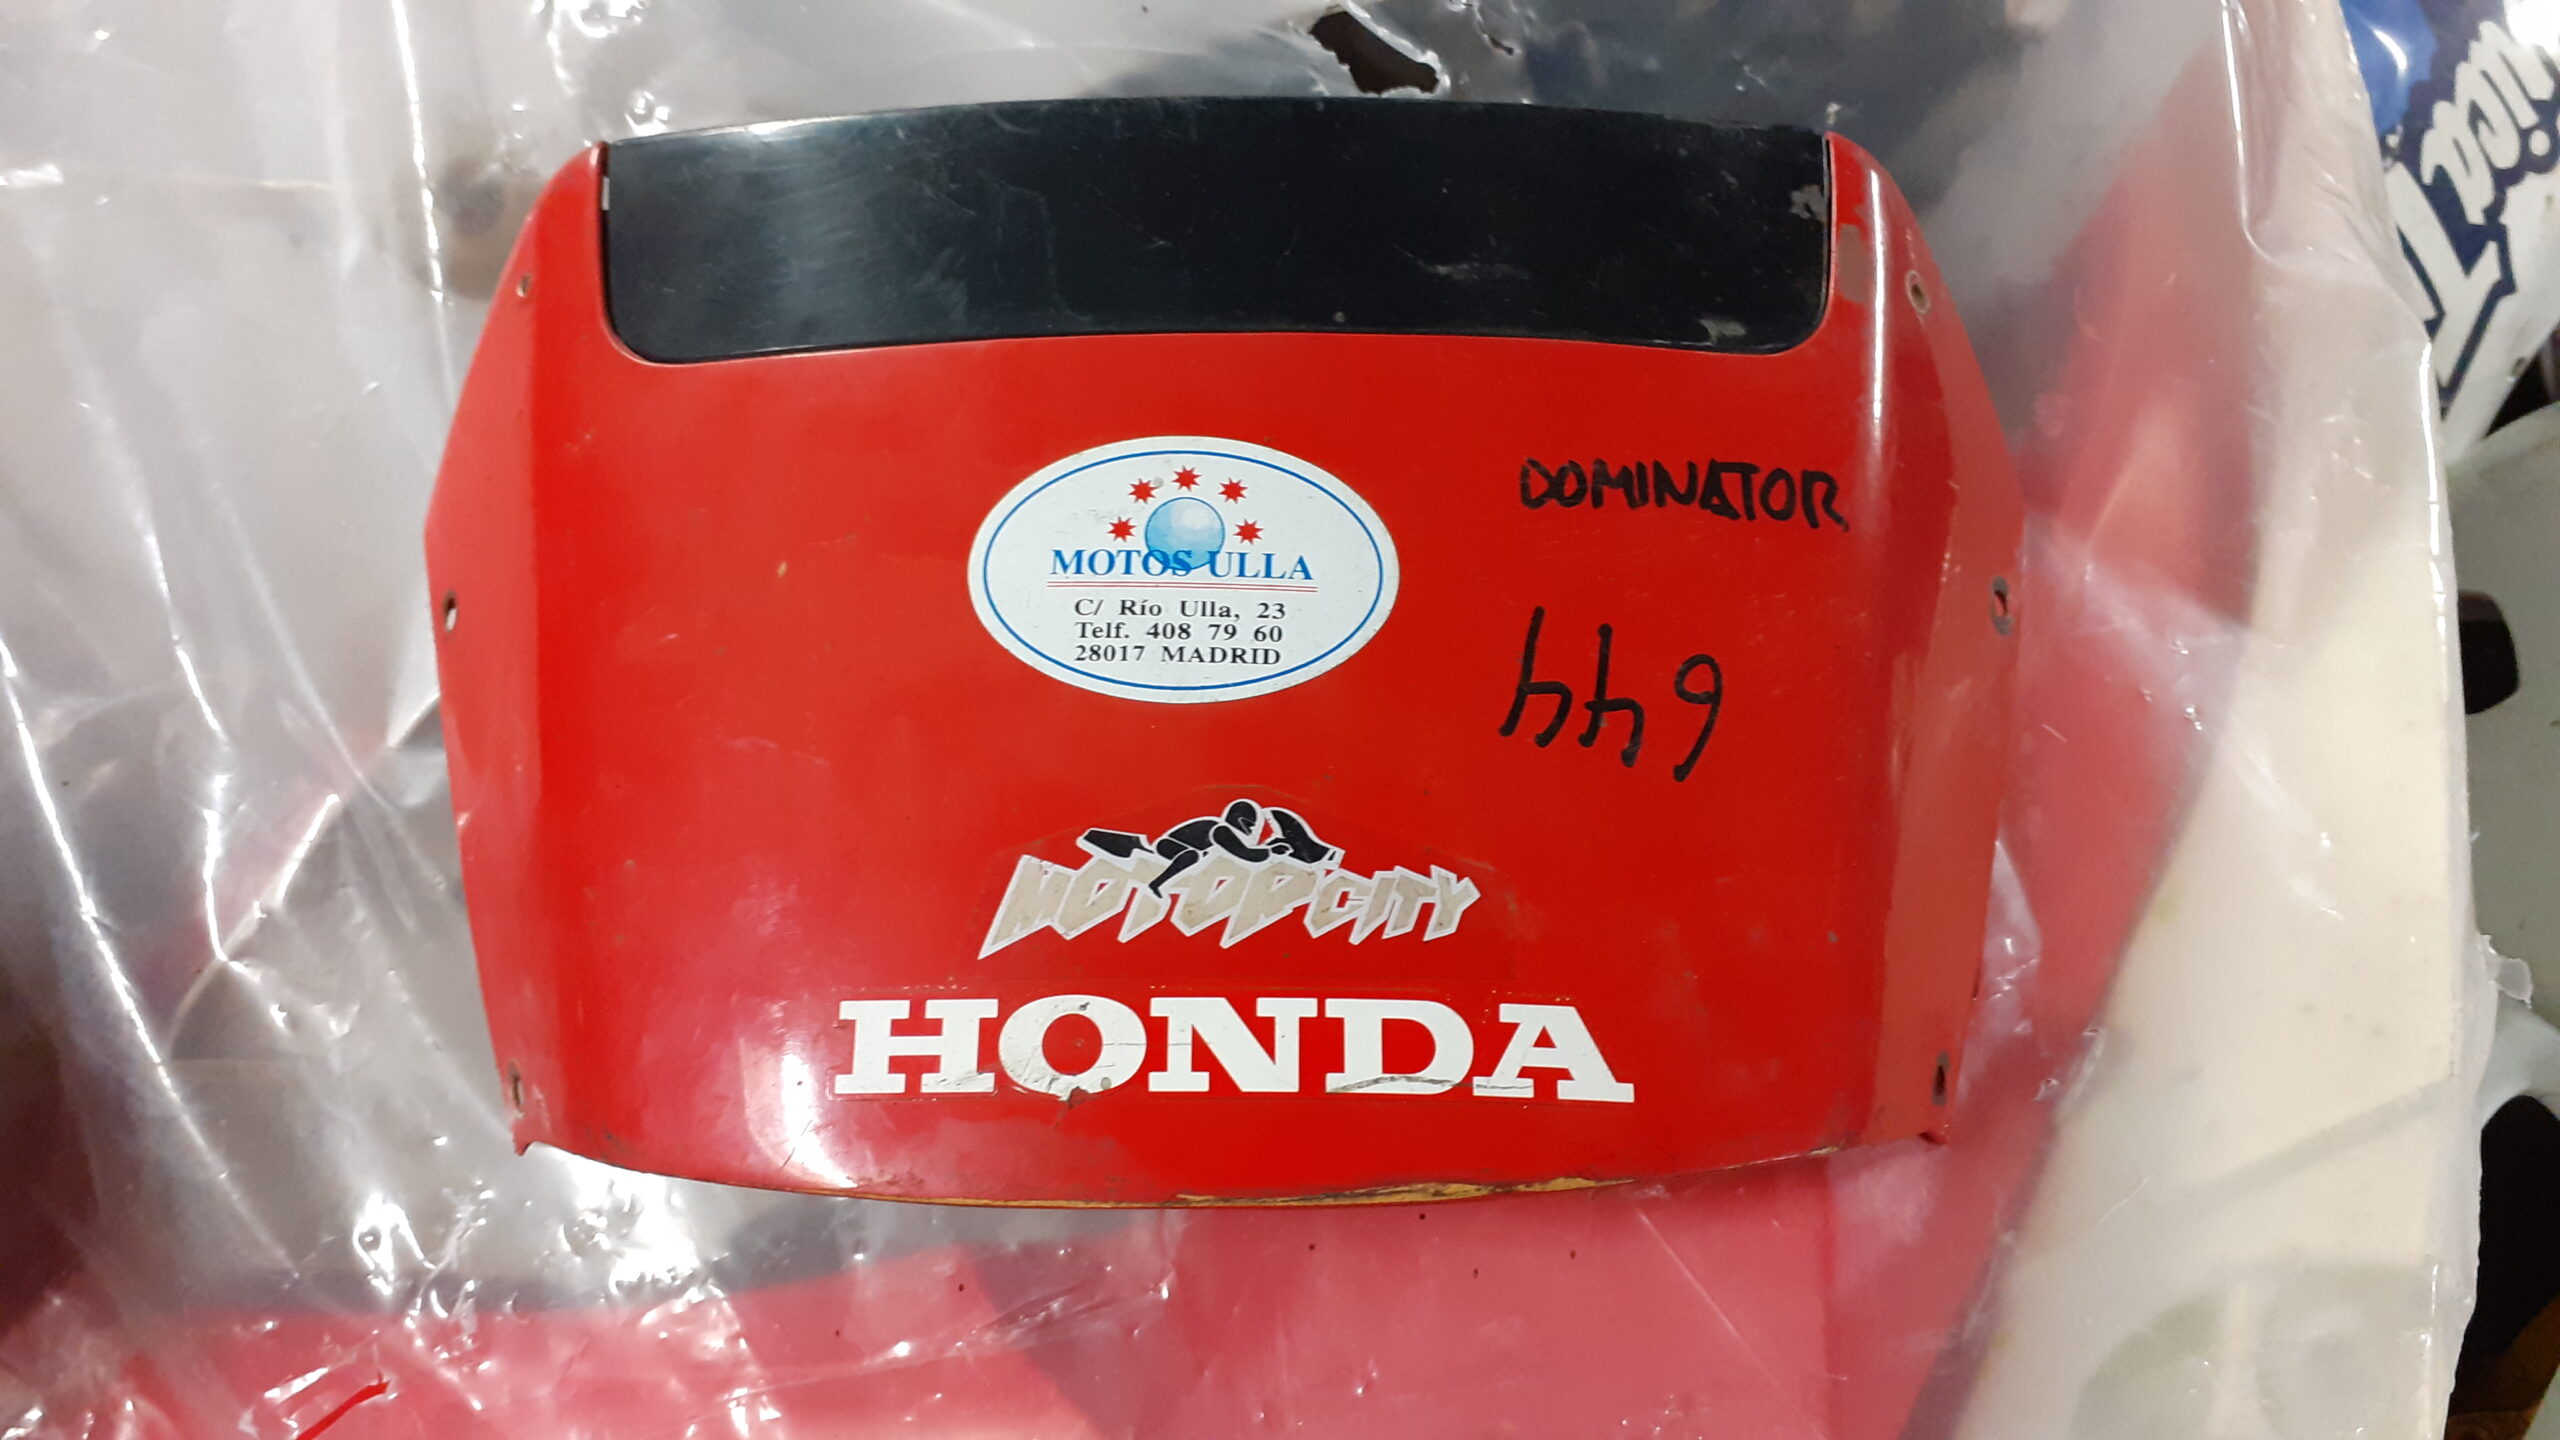 MOTOS ULLA
C/ Río Ulla, 23
Telf. 408 79 60
28017 MADRID
DOMINATOR
644
MOTOR CITY
HONDA